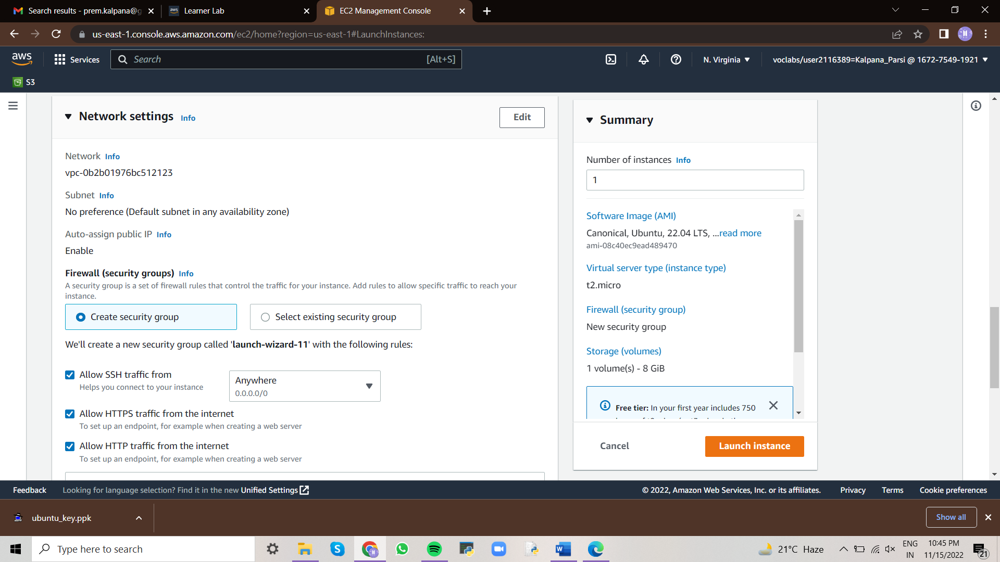 Search results - prem.kalpana@g
Learner Lab
EC2 Management Console
us-east-1.console.aws.amazon.com/ec2/home?region=us-east-1#LaunchInstances:
aws
Services
Search
[Alt+S]
N. Virginia
voclabs/user2116389=Kalpana_Parsi @ 1672-7549-1921
S3
Network settings Info
Edit
Network Info
vpc-0b2b01976bc512123
Subnet Info
No preference (Default subnet in any availability zone)
Auto-assign public IP Info
Enable
Firewall (security groups) Info
A security group is a set of firewall rules that control the traffic for your instance. Add rules to allow specific traffic to reach your
instance.
Create security group
Select existing security group
We'll create a new security group called 'launch-wizard-11' with the following rules:
Allow SSH traffic from
Helps you connect to your instance
Anywhere
0.0.0.0/0
Allow HTTPS traffic from the internet
To set up an endpoint, for example when creating a web server
Allow HTTP traffic from the internet
To set up an endpoint, for example when creating a web server
Summary
Number of instances Info
1
Software Image (AMI)
Canonical, Ubuntu, 22.04 LTS, ...read more
ami-08c40ec9ead489470
Virtual server type (instance type)
t2.micro
Firewall (security group)
New security group
Storage (volumes)
1 volume(s) - 8 GiB
Free tier: In your first year includes 750
Cancel
Launch instance
Feedback
Looking for language selection? Find it in the new Unified Settings
© 2022, Amazon Web Services, Inc. or its affiliates.
Privacy
Terms
Cookie preferences
ubuntu_key.ppk
Show all
Type here to search
21°C Haze
ENG
IN
10:45 PM
11/15/2022
21